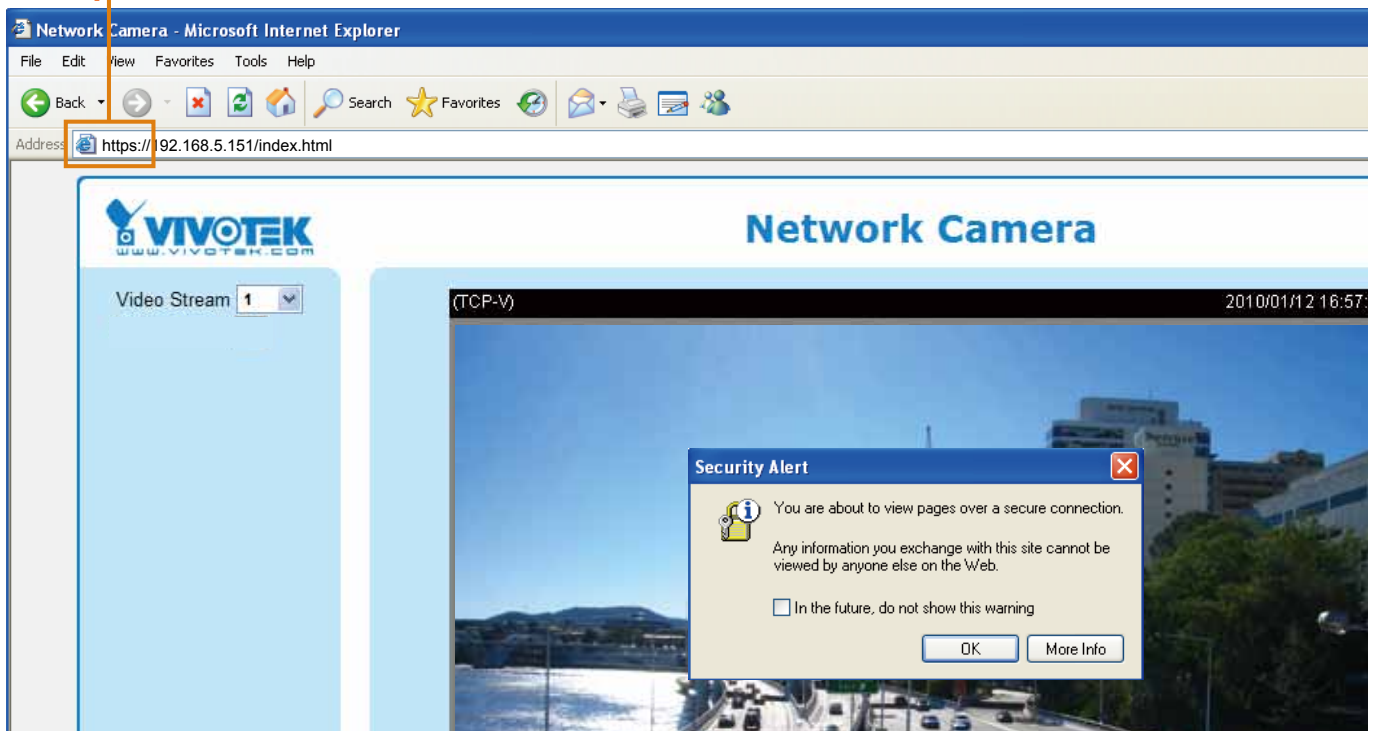 Network Camera - Microsoft Internet Explorer
File Edit View Favorites Tools Help
Back Search Favorites
Address https://192.168.5.151/index.html
VIVOTEK
www.vivotek.com
Network Camera
Video Stream 1
(TCP-V) 2010/01/12 16:57:
Security Alert
You are about to view pages over a secure connection.
Any information you exchange with this site cannot be
viewed by anyone else on the Web.
In the future, do not show this warning
OK More Info